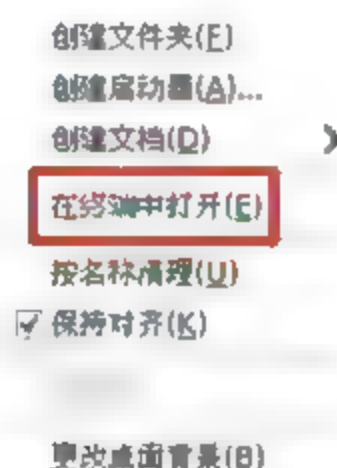 创建文件夹(F)
创建启动器(A)...
创建文档(D)
在终端中打开(E)
按名称清理(U)
保持对齐(K)
更改桌面背景(B)